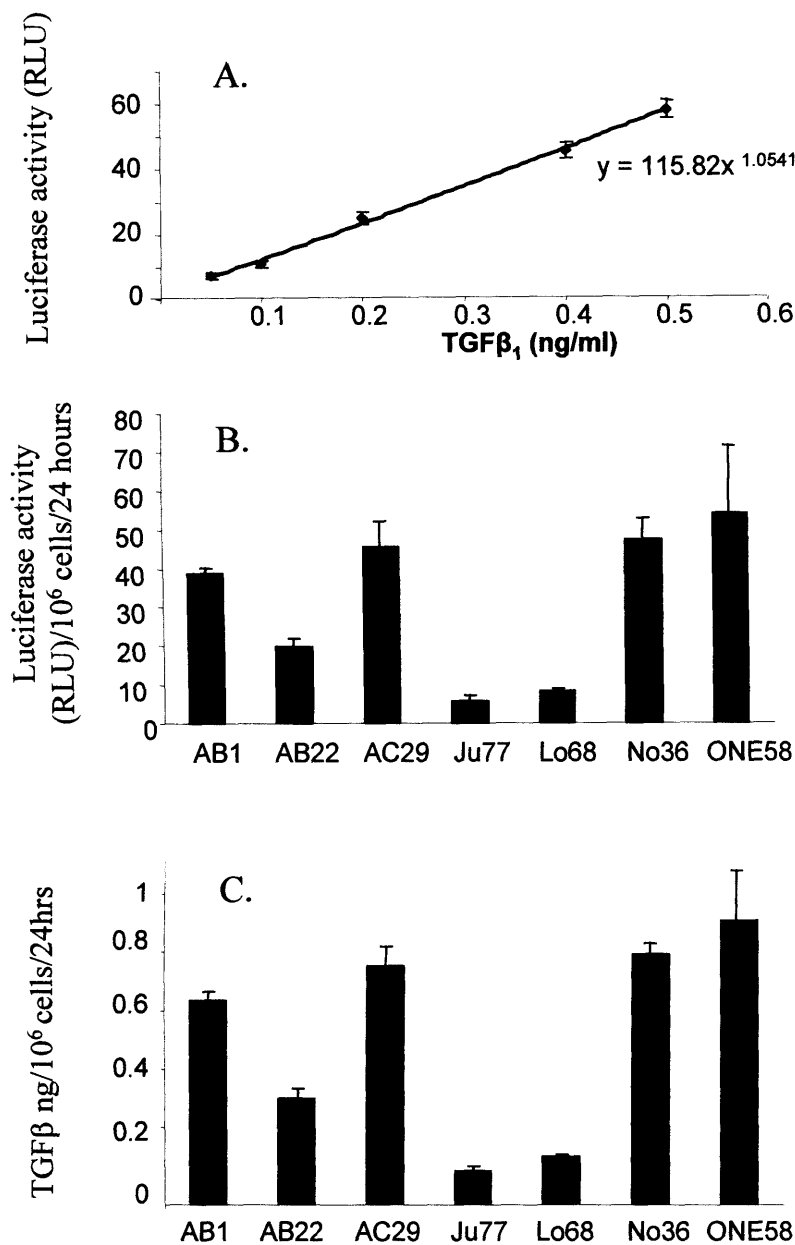 A.
Luciferase activity (RLU)
60
40
20
0
y = 115.82x^1.0541
0.1 0.2 0.3 0.4 0.5 0.6
TGFβ₁ (ng/ml)
B.
Luciferase activity
(RLU)/10⁶ cells/24 hours
80
70
60
50
40
30
20
10
0
AB1 AB22 AC29 Ju77 Lo68 No36 ONE58
C.
TGFβ ng/10⁶ cells/24hrs
1
0.8
0.6
0.4
0.2
0
AB1 AB22 AC29 Ju77 Lo68 No36 ONE58